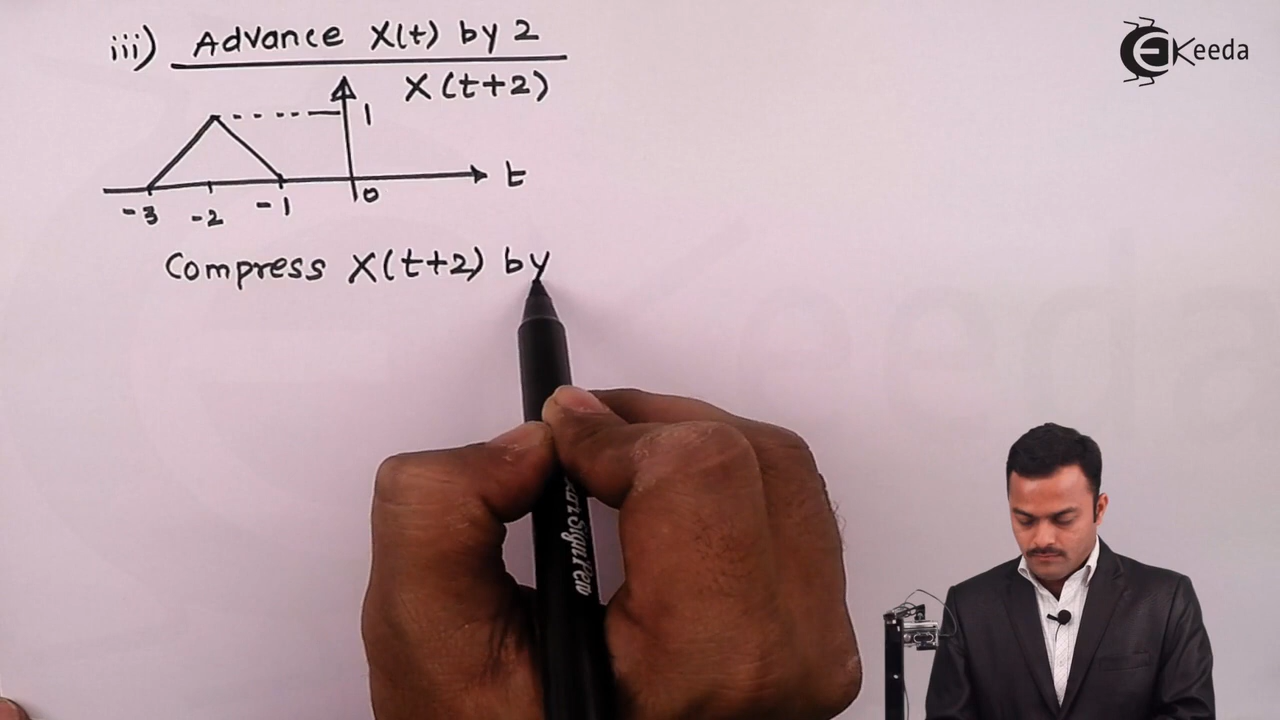 iii) Advance X(t) by 2
X(t+2)
1
t
-3 -2 -1 0
Compress X(t+2) by
eKeeda